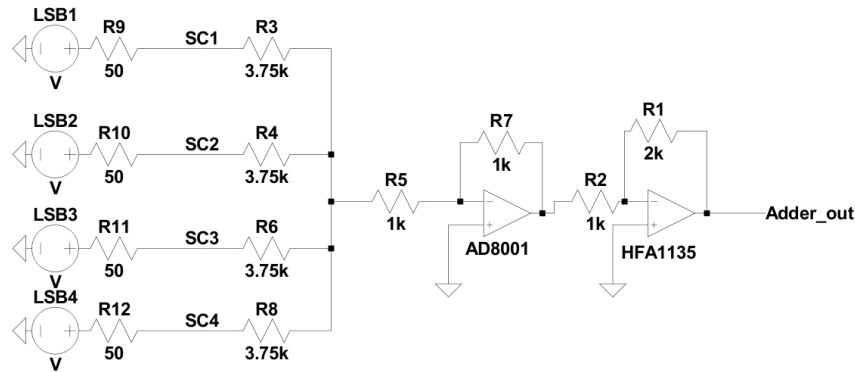 LSB1
R9
SC1
R3
50
3.75k
V
LSB2
R10
SC2
R4
50
3.75k
V
R7
1k
R1
2k
R5
1k
R2
1k
AD8001
HFA1135
Adder_out
LSB3
R11
SC3
R6
50
3.75k
V
LSB4
R12
SC4
R8
50
3.75k
V